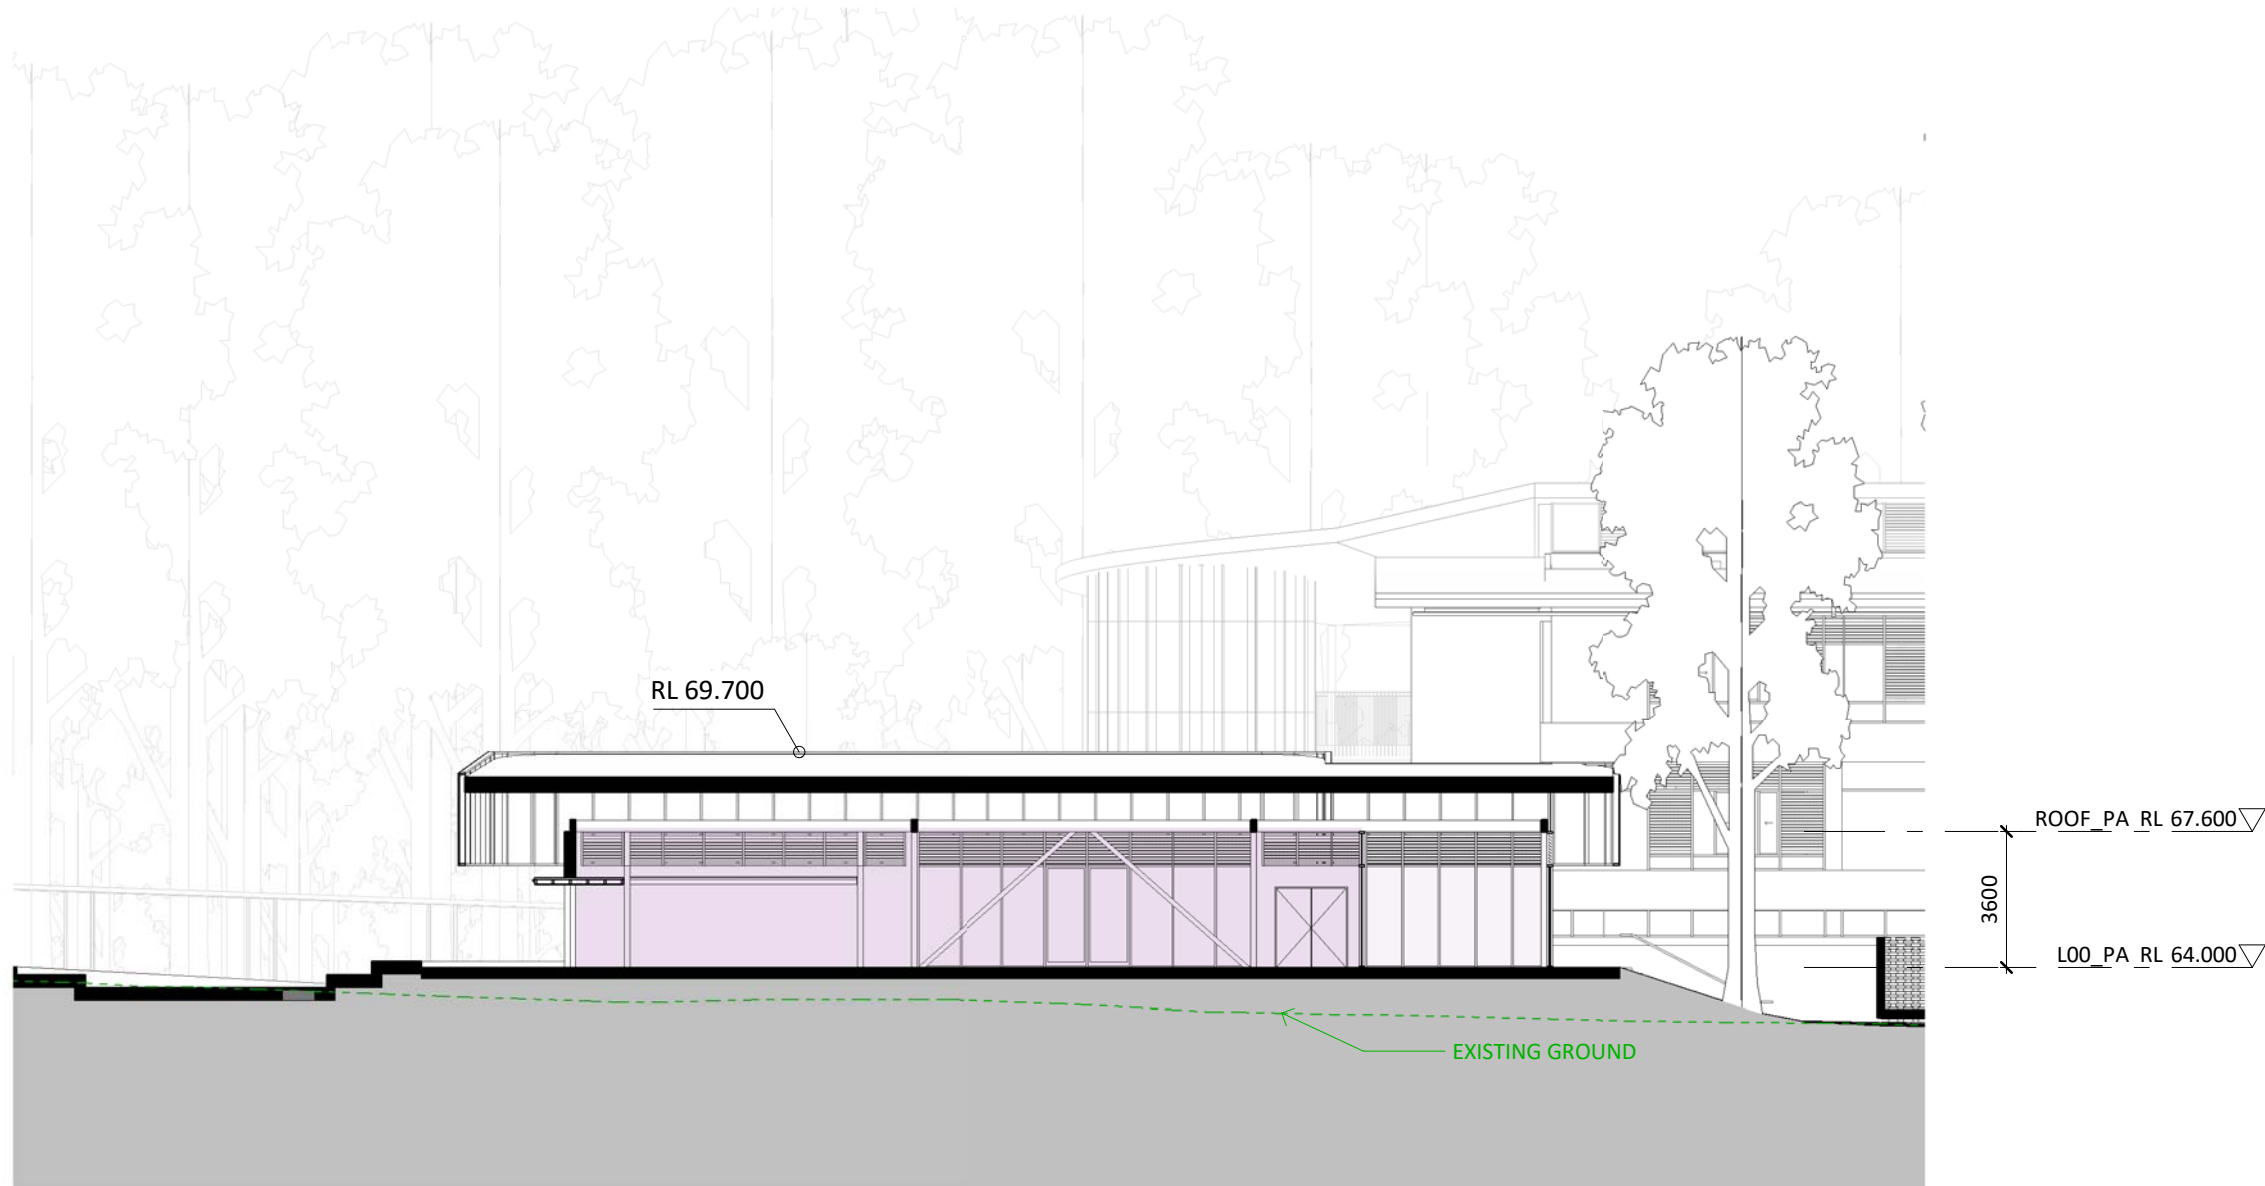 RL 69.700
ROOF_PA RL 67.600
3600
L00_PA RL 64.000
EXISTING GROUND